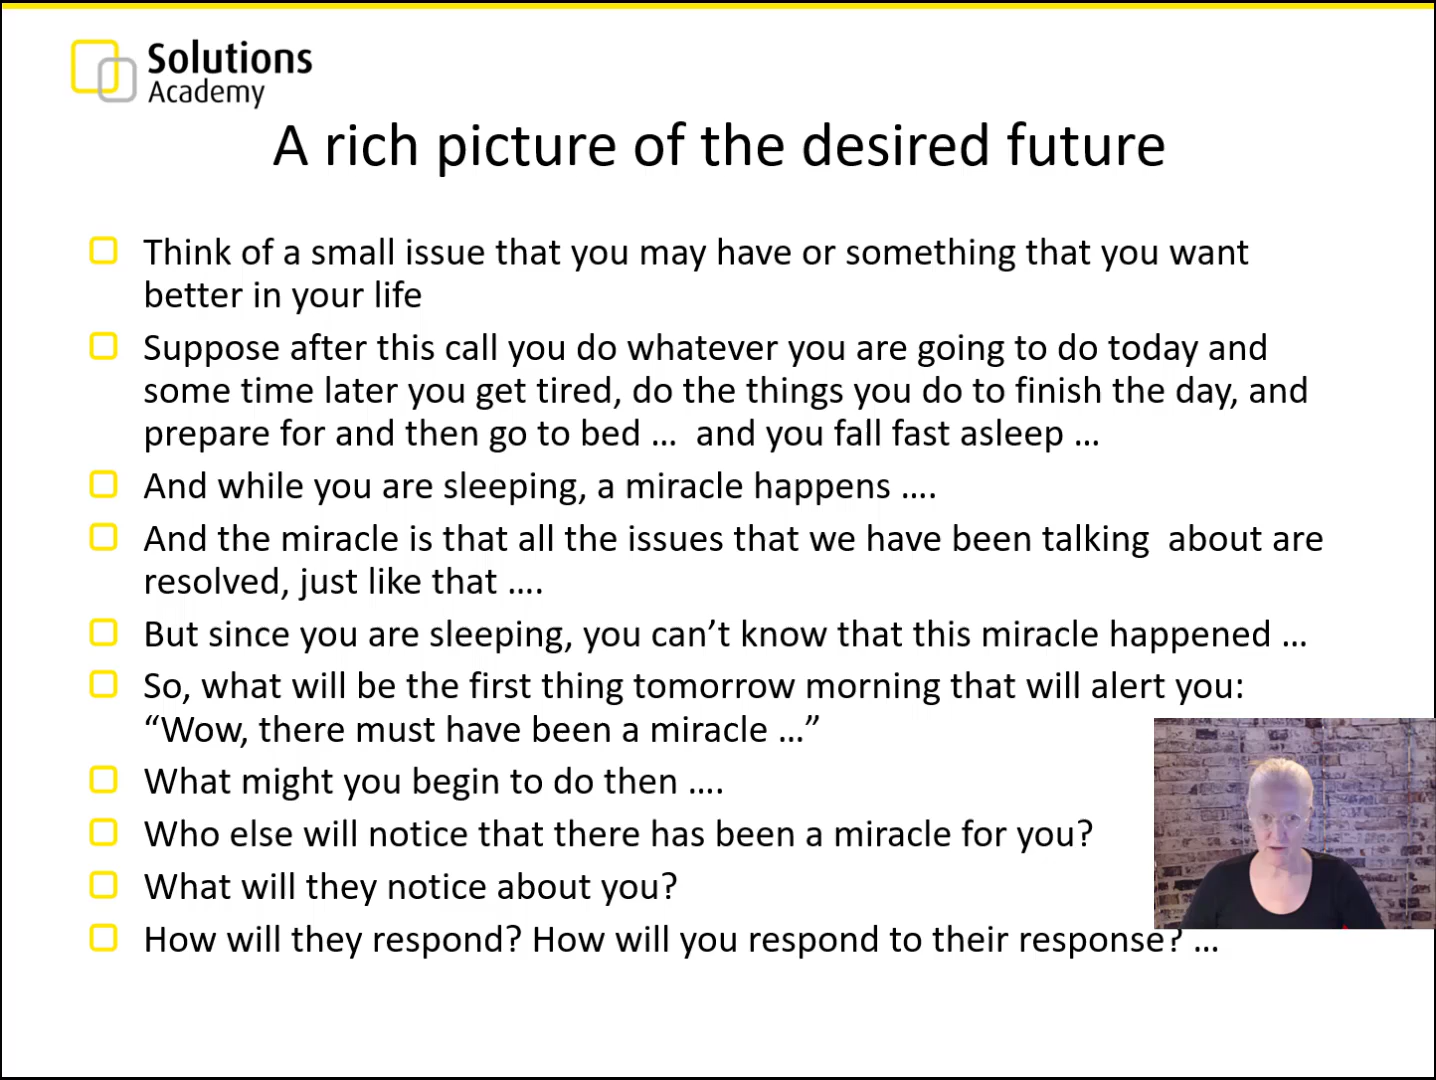 Solutions
Academy
A rich picture of the desired future
Think of a small issue that you may have or something that you want
better in your life
Suppose after this call you do whatever you are going to do today and
some time later you get tired, do the things you do to finish the day, and
prepare for and then go to bed …  and you fall fast asleep …
And while you are sleeping, a miracle happens ….
And the miracle is that all the issues that we have been talking  about are
resolved, just like that ….
But since you are sleeping, you can’t know that this miracle happened …
So, what will be the first thing tomorrow morning that will alert you:
“Wow, there must have been a miracle …”
What might you begin to do then ….
Who else will notice that there has been a miracle for you?
What will they notice about you?
How will they respond? How will you respond to their response? …